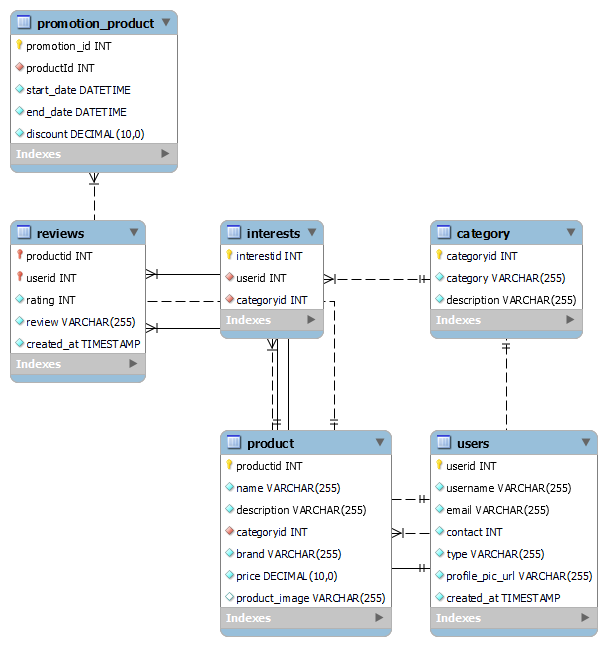 promotion_product
promotion_id INT
productId INT
start_date DATETIME
end_date DATETIME
discount DECIMAL(10,0)
Indexes
reviews
productid INT
userid INT
rating INT
review VARCHAR(255)
created_at TIMESTAMP
Indexes
interests
interestid INT
userid INT
categoryid INT
Indexes
category
categoryid INT
category VARCHAR(255)
description VARCHAR(255)
Indexes
product
productid INT
name VARCHAR(255)
description VARCHAR(255)
categoryid INT
brand VARCHAR(255)
price DECIMAL(10,0)
product_image VARCHAR(255)
Indexes
users
userid INT
username VARCHAR(255)
email VARCHAR(255)
contact INT
type VARCHAR(255)
profile_pic_url VARCHAR(255)
created_at TIMESTAMP
Indexes